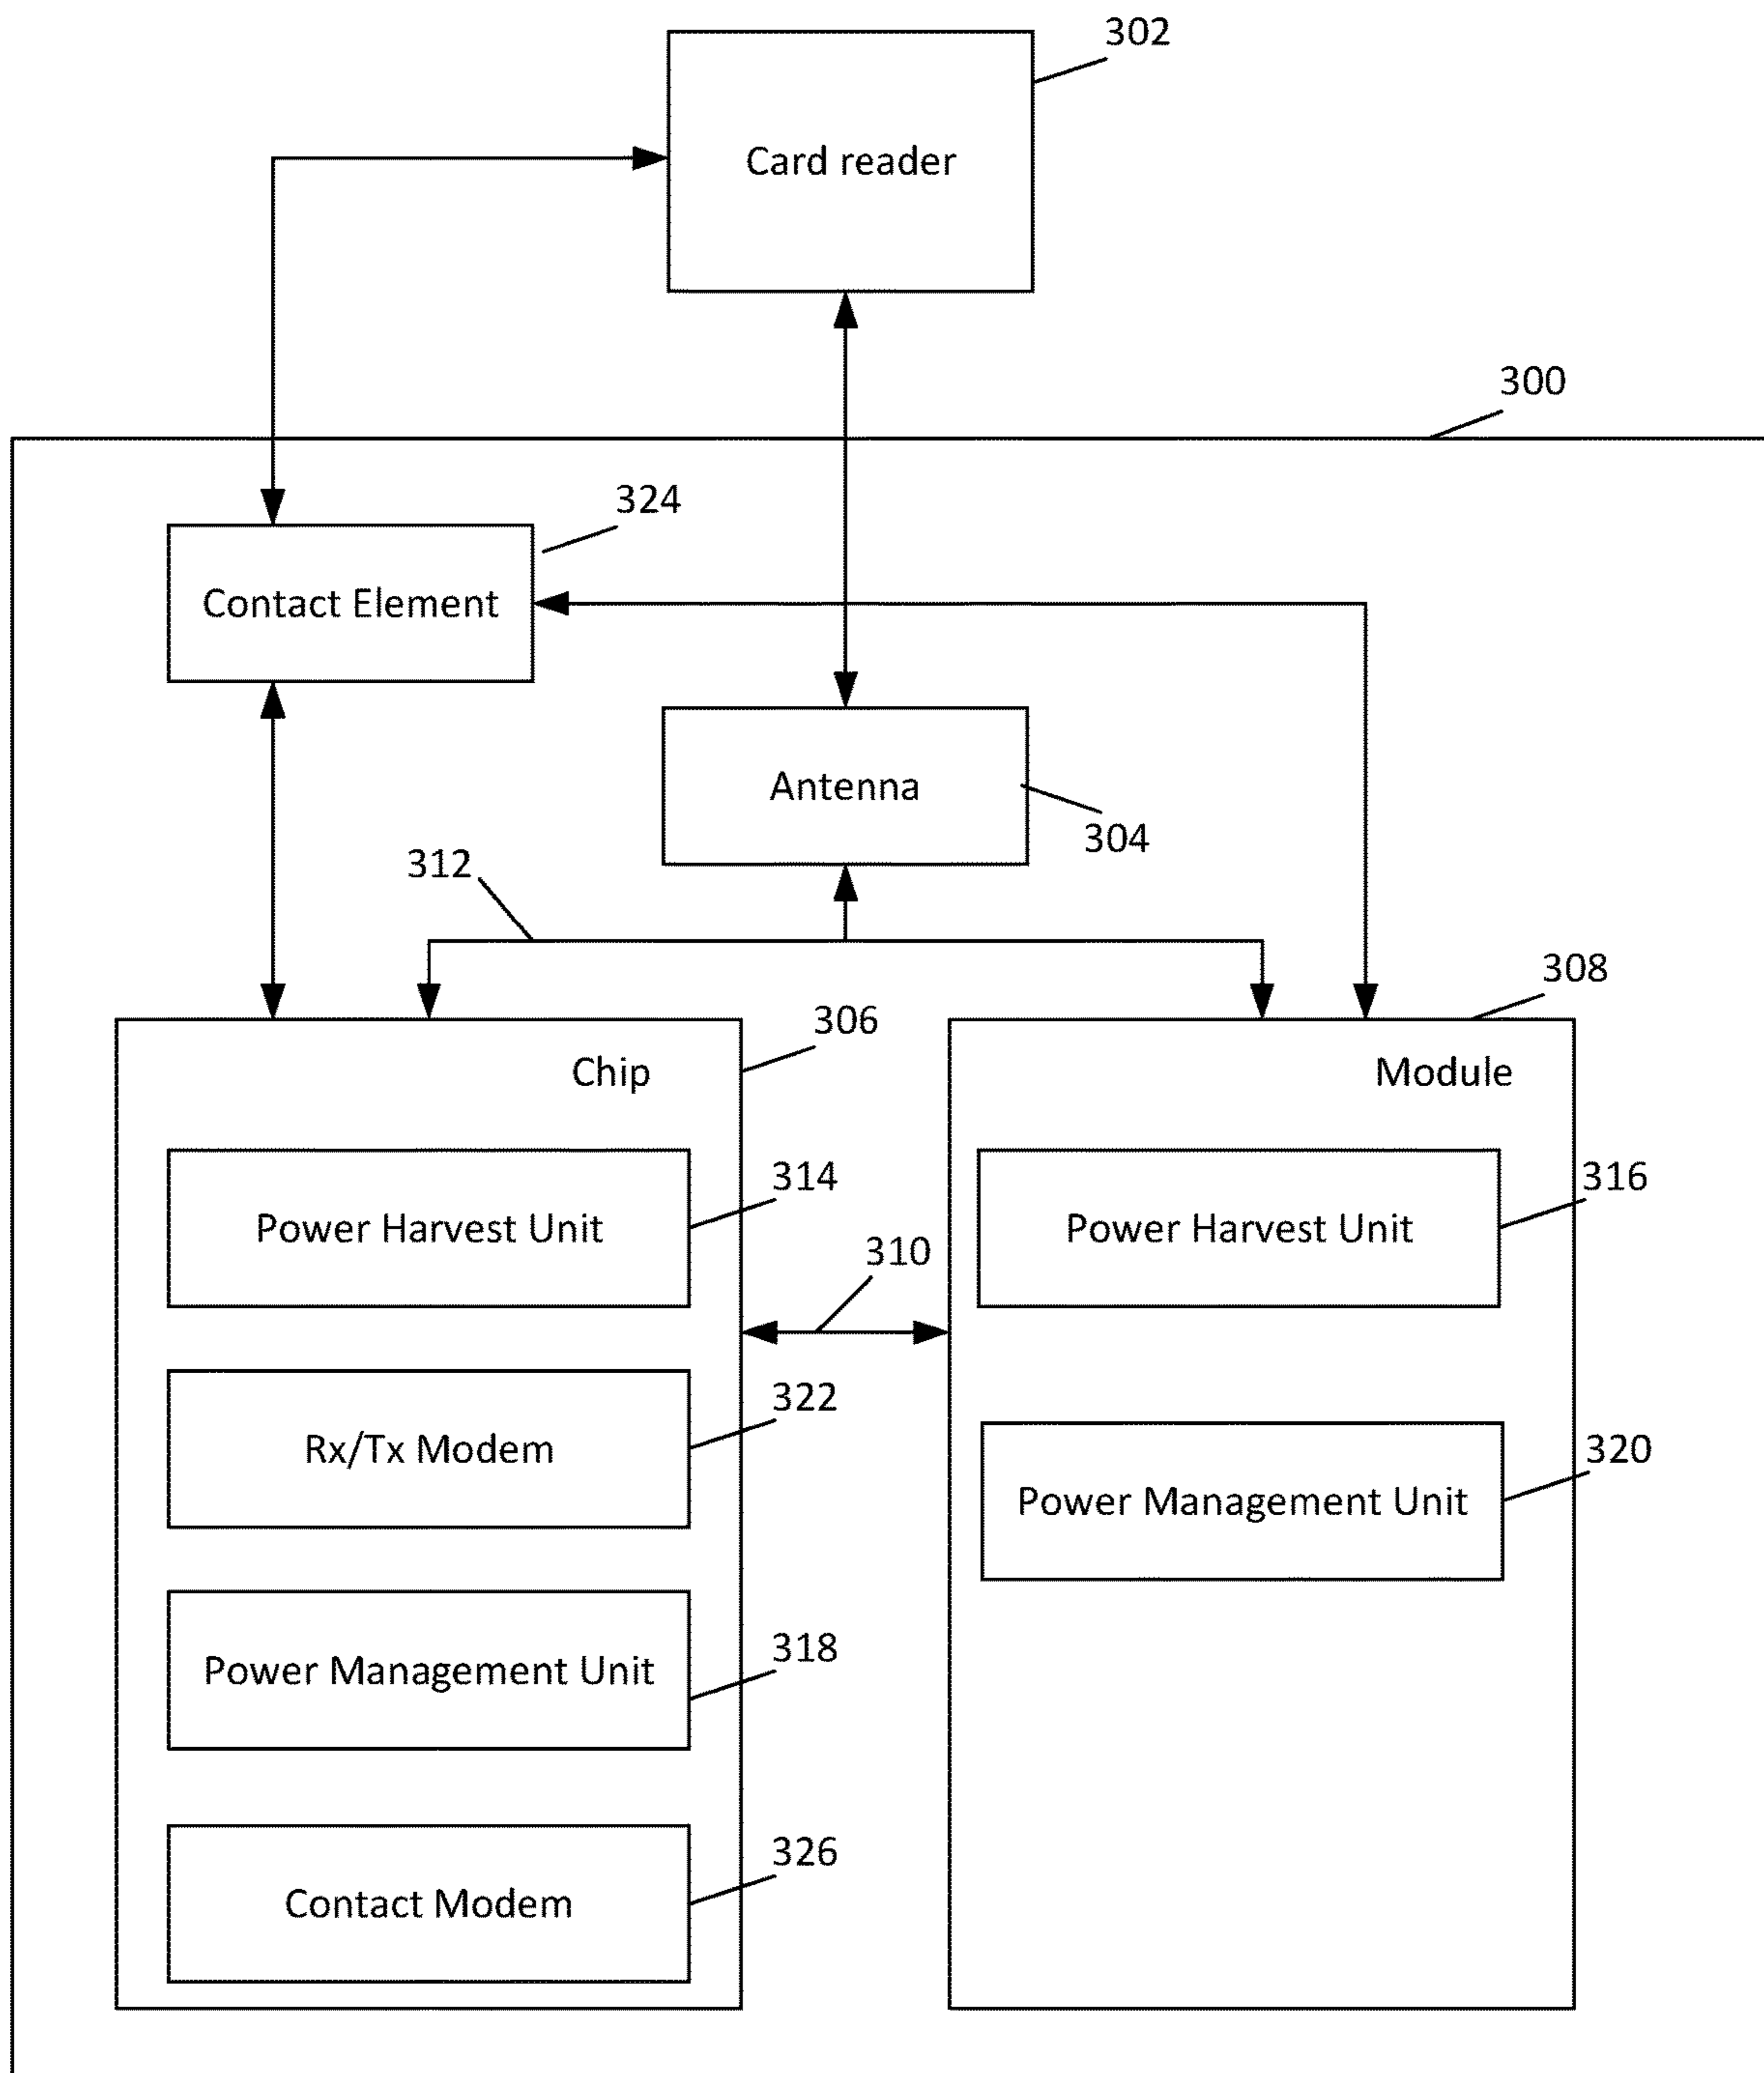 302
Card reader
300
324
Contact Element
Antenna
304
312
308
306
Chip
Module
314
316
Power Harvest Unit
Power Harvest Unit
310
322
Rx/Tx Modem
320
Power Management Unit
318
Power Management Unit
326
Contact Modem